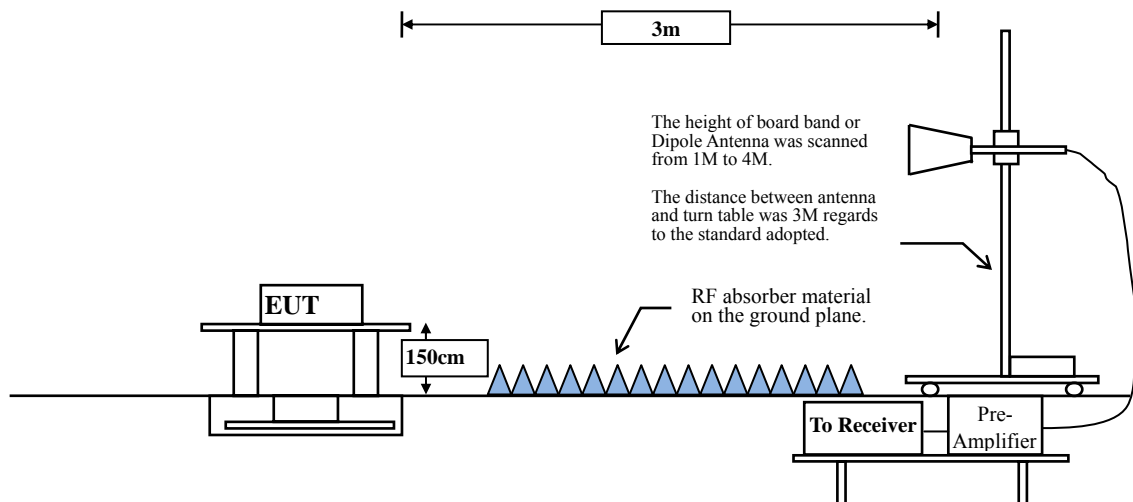 3m
The height of board band or
Dipole Antenna was scanned
from 1M to 4M.
The distance between antenna
and turn table was 3M regards
to the standard adopted.
EUT
RF absorber material
on the ground plane.
150cm
To Receiver
Pre-
Amplifier